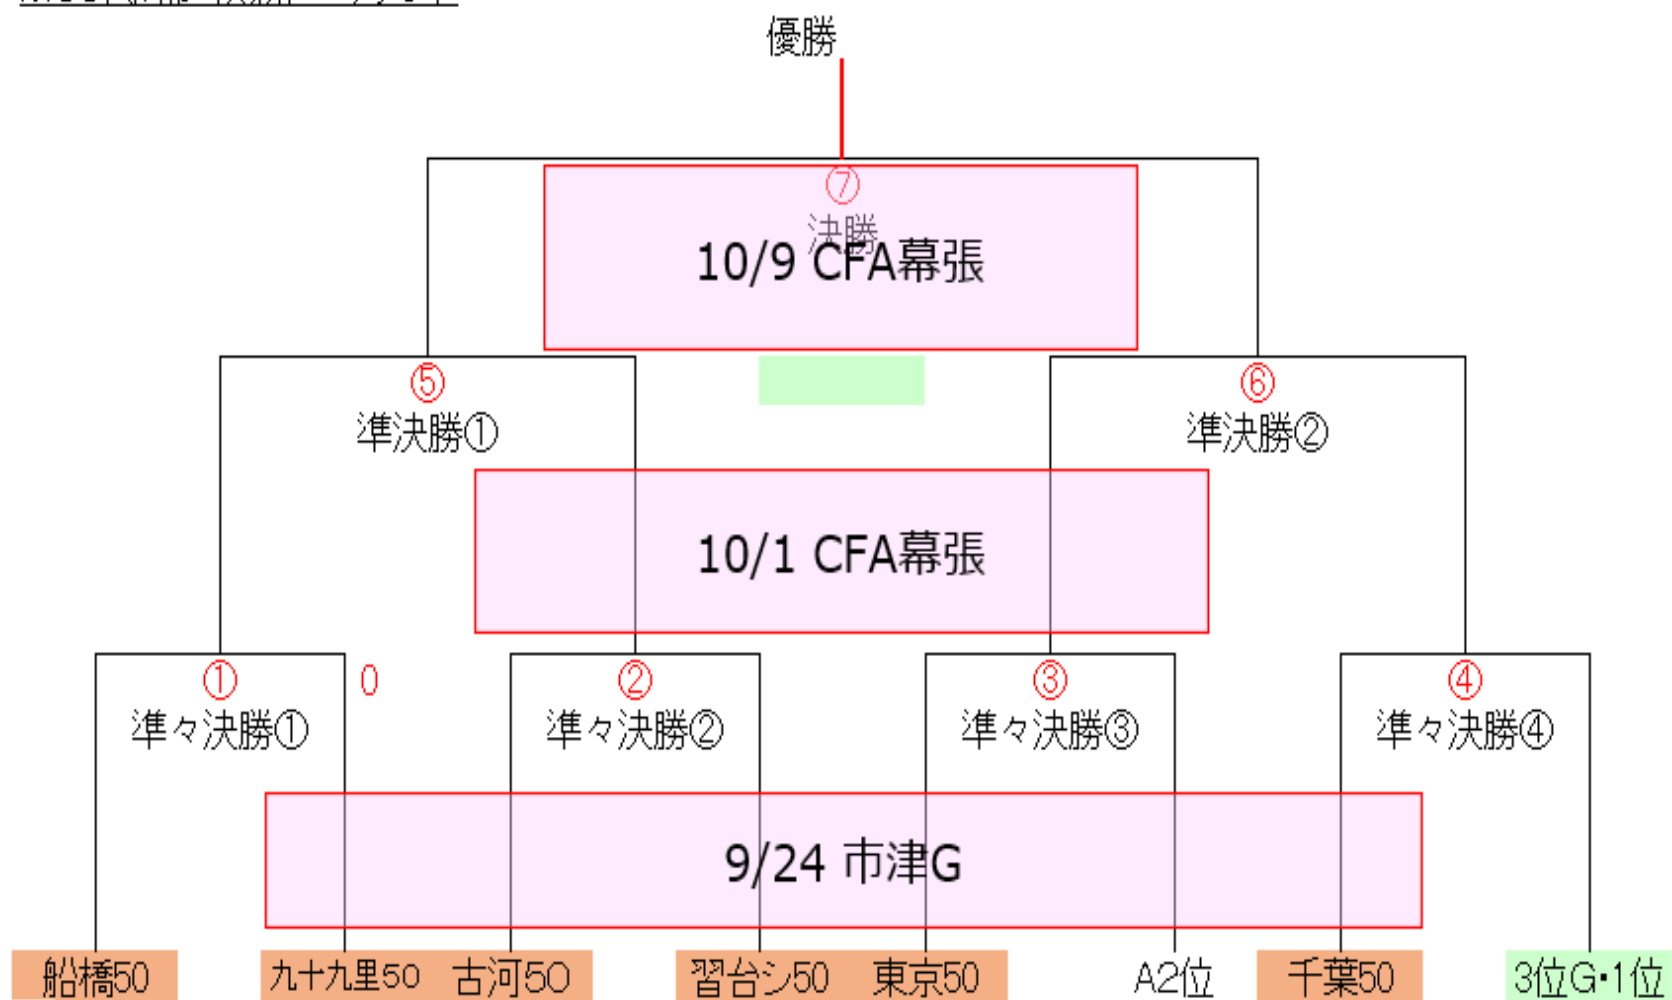 優勝
⑦
決勝
10/9 CFA幕張
⑤
⑥
準決勝①
準決勝②
10/1 CFA幕張
① 0
②
③
④
準々決勝①
準々決勝②
準々決勝③
準々決勝④
9/24 市津G
船橋50
九十九里50
古河50
習台シ50
東京50
A2位
千葉50
3位G・1位